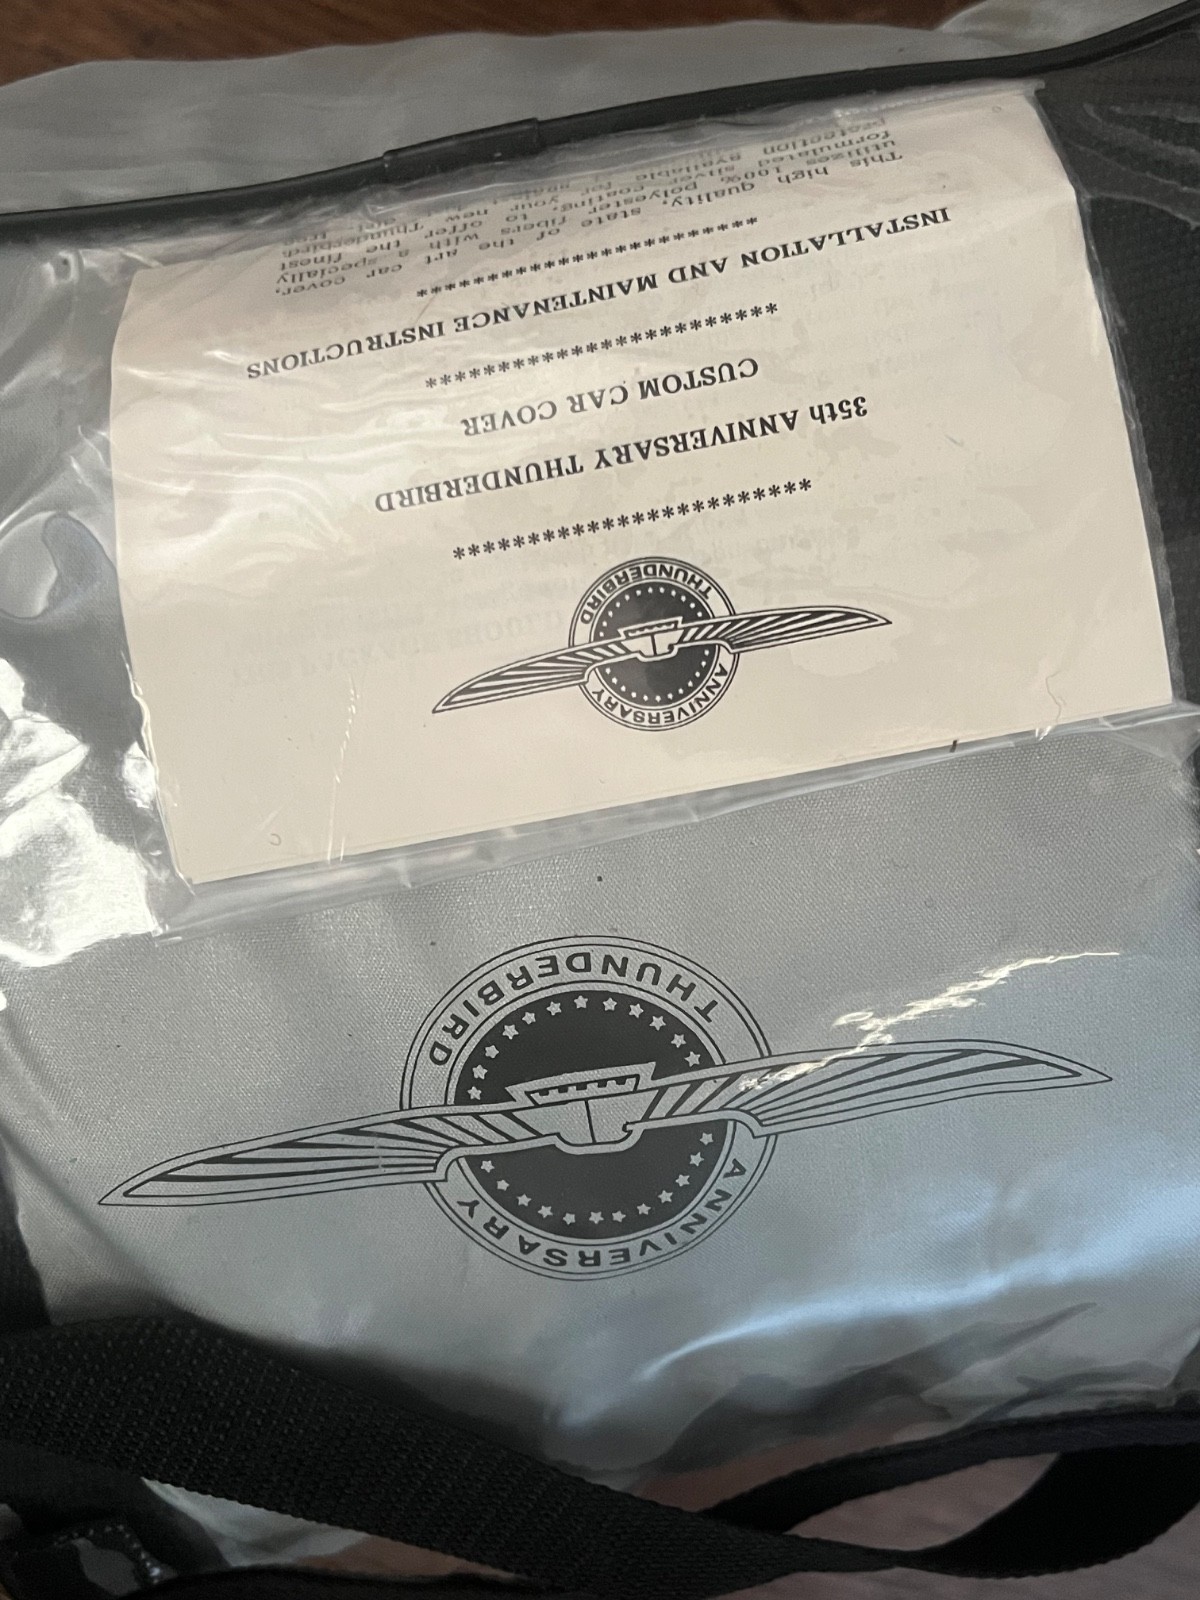 ANNIVERSARY
THUNDERBIRD
ANNIVERSARY
THUNDERBIRD
*************************
35th ANNIVERSARY THUNDERBIRD
CUSTOM CAR COVER
*************************
INSTALLATION AND MAINTENANCE INSTRUCTIONS
*************************
This high quality, state of the art car cover,
utilizes 100% polyester fibers with a specially
formulated silver polycoating, to offer the finest
protection available for your new Thunderbird.